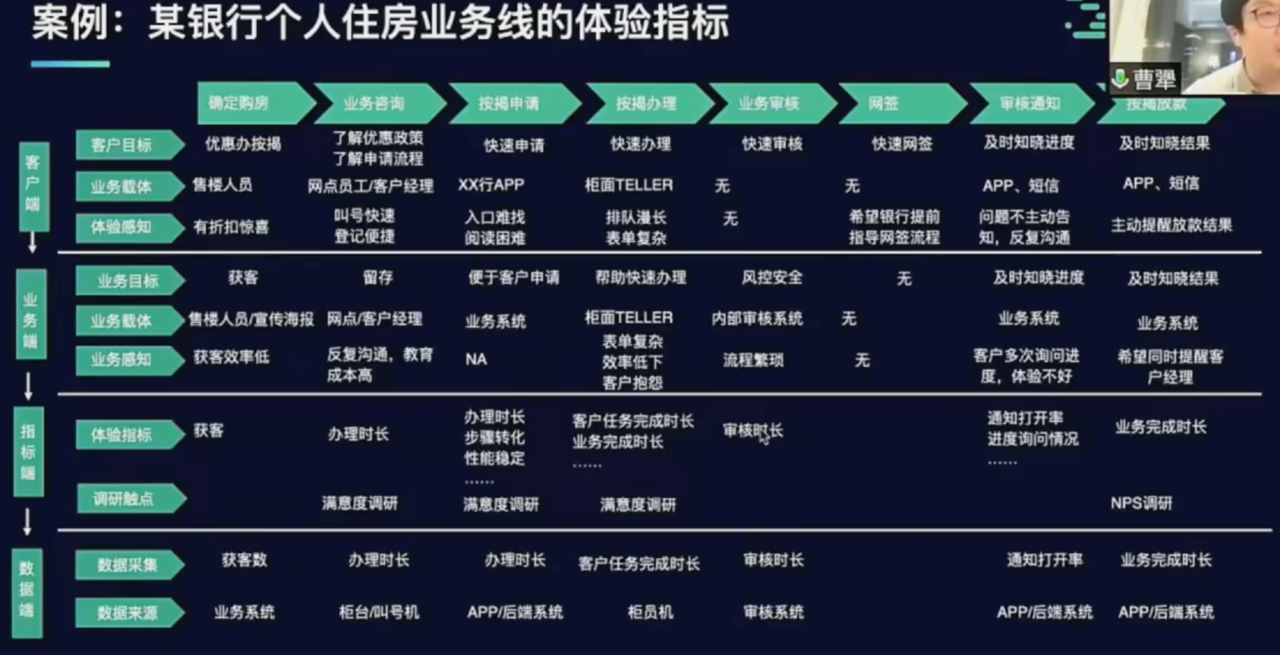 案例：某银行个人住房业务线的体验指标
曹犟
确定购房 业务咨询 按揭申请 按揭办理 业务审核 网签 审核通知 按揭放款
客户端
客户目标 优惠办按揭 了解优惠政策 了解申请流程 快速申请 快速办理 快速审核 快速网签 及时知晓进度 及时知晓结果
业务载体 售楼人员 网点员工/客户经理 XX行APP 柜面TELLER 无 无 APP、短信 APP、短信
体验感知 有折扣惊喜 叫号快速 登记便捷 入口难找 阅读困难 排队漫长 表单复杂 无 希望银行提前指导网签流程 问题不主动告知，反复沟通 主动提醒放款结果
业务端
业务目标 获客 留存 便于客户申请 帮助快速办理 风控安全 无 及时知晓进度 及时知晓结果
业务载体 售楼人员/宣传海报 网点/客户经理 业务系统 柜面TELLER 内部审核系统 无 业务系统 业务系统
业务感知 获客效率低 反复沟通，教育成本高 NA 表单复杂 效率低下 客户抱怨 流程繁琐 无 客户多次询问进度，体验不好 希望同时提醒客户经理
指标端
体验指标 获客 办理时长 办理时长 步骤转化 性能稳定 …… 客户任务完成时长 业务完成时长 …… 审核时长 通知打开率 进度询问情况 …… 业务完成时长
调研触点 满意度调研 满意度调研 满意度调研 NPS调研
数据端
数据采集 获客数 办理时长 办理时长 客户任务完成时长 审核时长 通知打开率 业务完成时长
数据来源 业务系统 柜台/叫号机 APP/后端系统 柜员机 审核系统 APP/后端系统 APP/后端系统